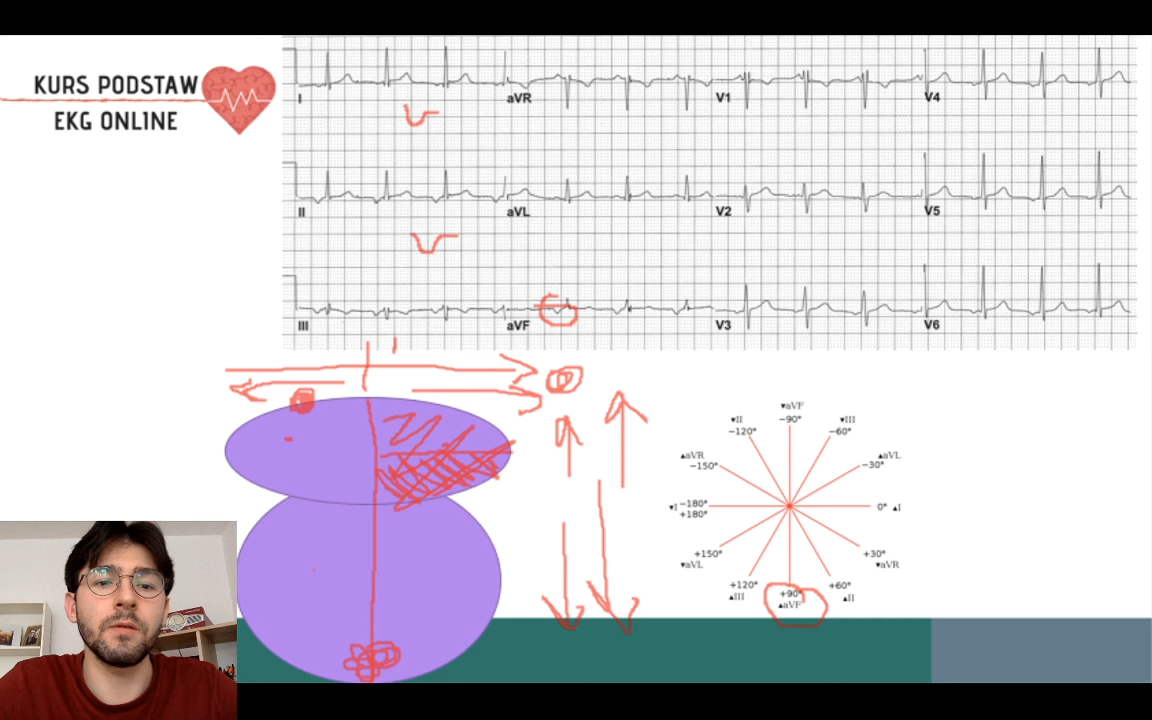 KURS PODSTAW
EKG ONLINE
I
aVR
V1
V4
II
aVL
V2
V5
III
aVF
V3
V6
▾aVF
−90°
▾II
−120°
▾III
−60°
▴aVR
−150°
▴aVL
−30°
▾I
−180°
+180°
0° ▴I
+150°
▾aVL
+30°
▾aVR
+120°
▴III
+90°
▴aVF
+60°
▴II